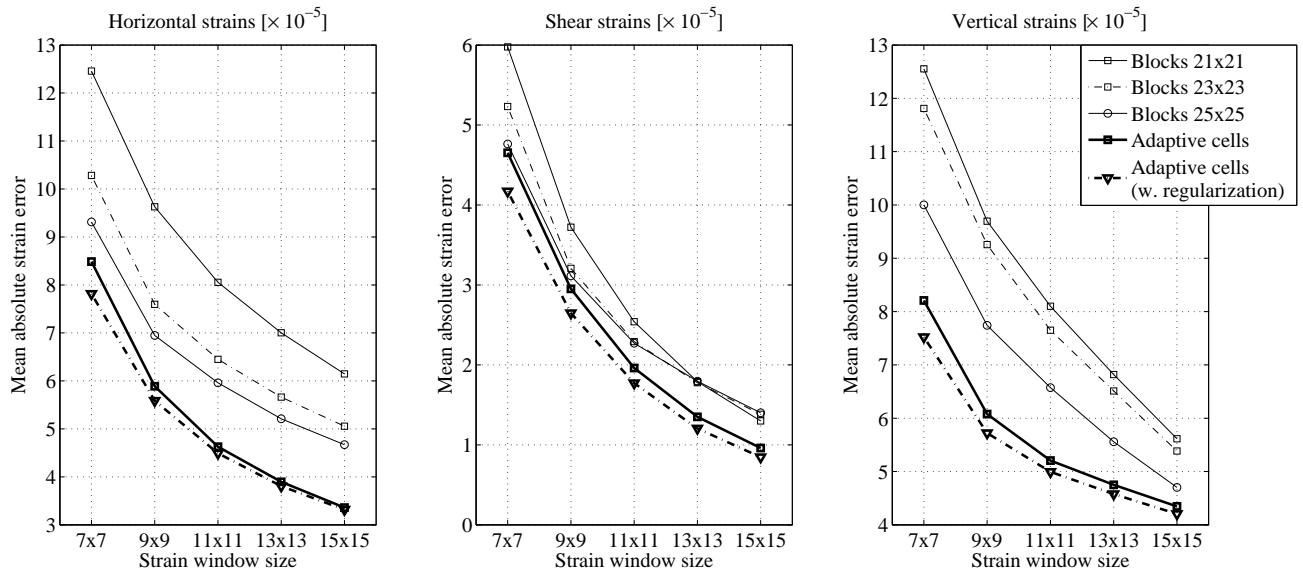 Horizontal strains [× 10⁻⁵]
Mean absolute strain error
13
12
11
10
9
8
7
6
5
4
3
7x7 9x9 11x11 13x13 15x15
Strain window size
Shear strains [× 10⁻⁵]
Mean absolute strain error
6
5
4
3
2
1
0
7x7 9x9 11x11 13x13 15x15
Strain window size
Vertical strains [× 10⁻⁵]
Mean absolute strain error
13
12
11
10
9
8
7
6
5
4
7x7 9x9 11x11 13x13 15x15
Strain window size
Blocks 21x21
Blocks 23x23
Blocks 25x25
Adaptive cells
Adaptive cells
(w. regularization)